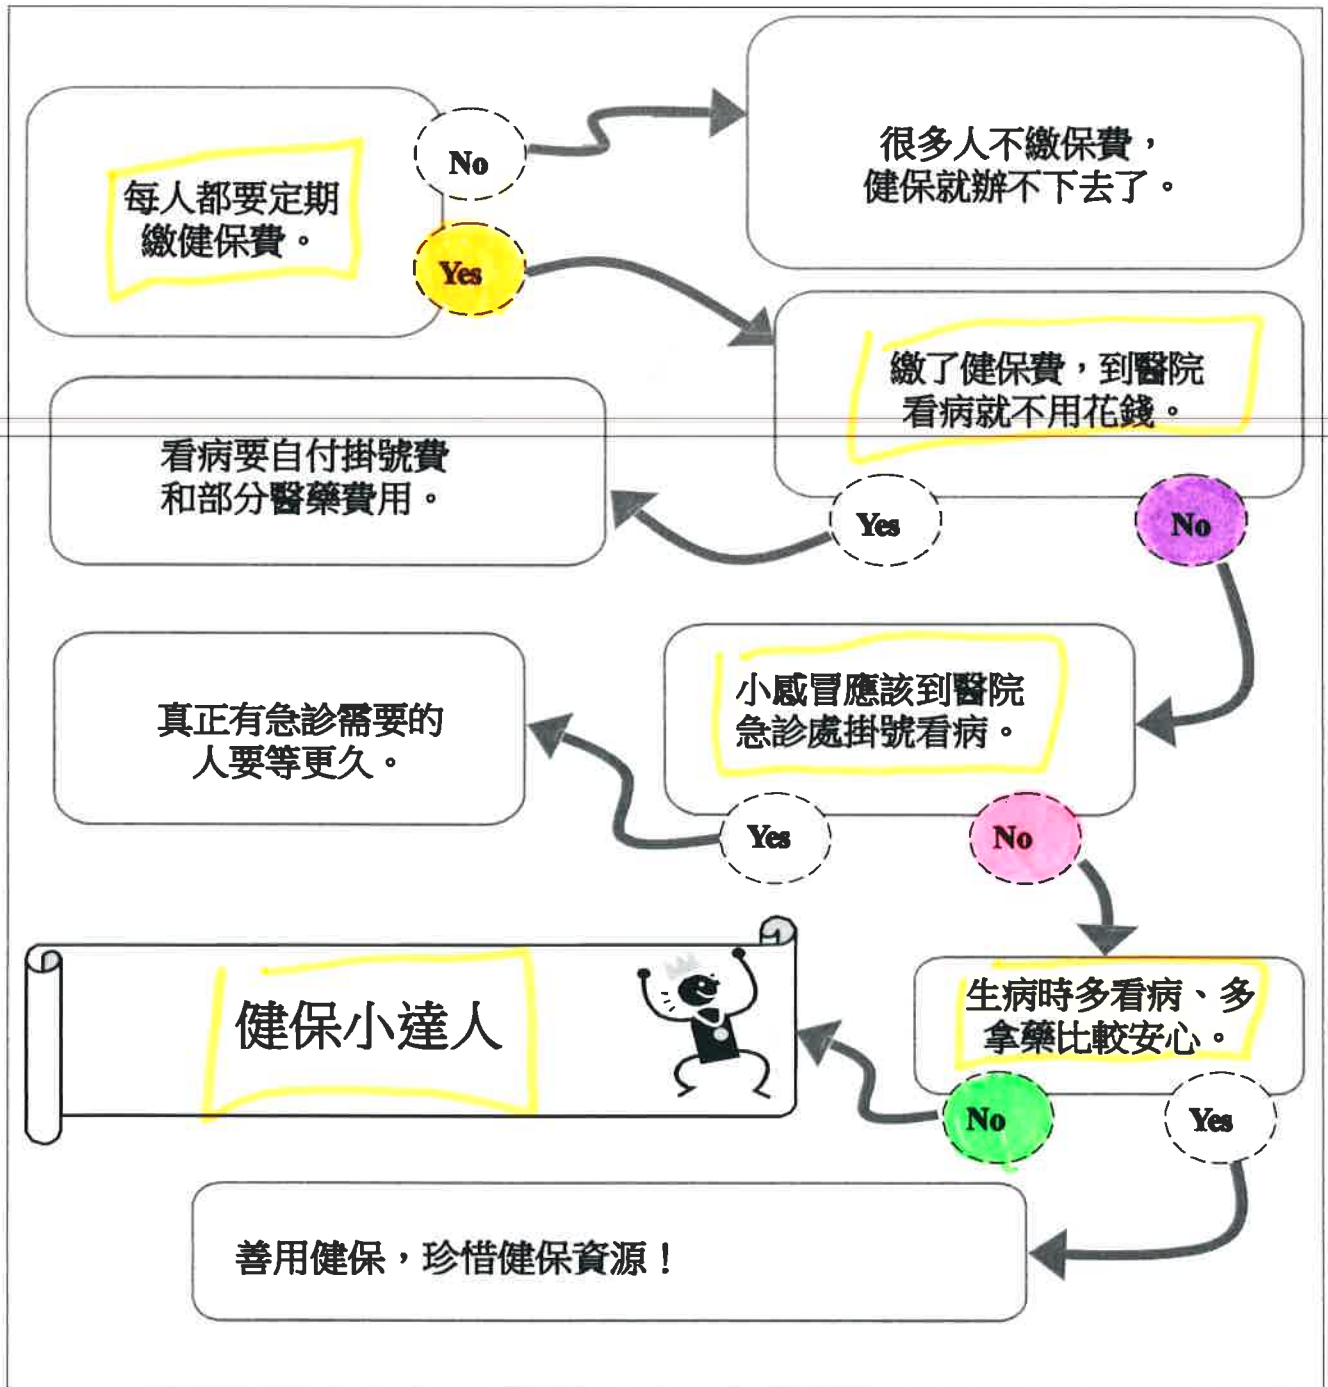 每人都要定期
繳健保費。
No
Yes
很多人不繳保費，
健保就辦不下去了。
繳了健保費，到醫院
看病就不用花錢。
Yes
No
看病要自付掛號費
和部分醫藥費用。
小感冒應該到醫院
急診處掛號看病。
Yes
No
真正有急診需要的
人要等更久。
生病時多看病、多
拿藥比較安心。
No
Yes
健保小達人
善用健保，珍惜健保資源！